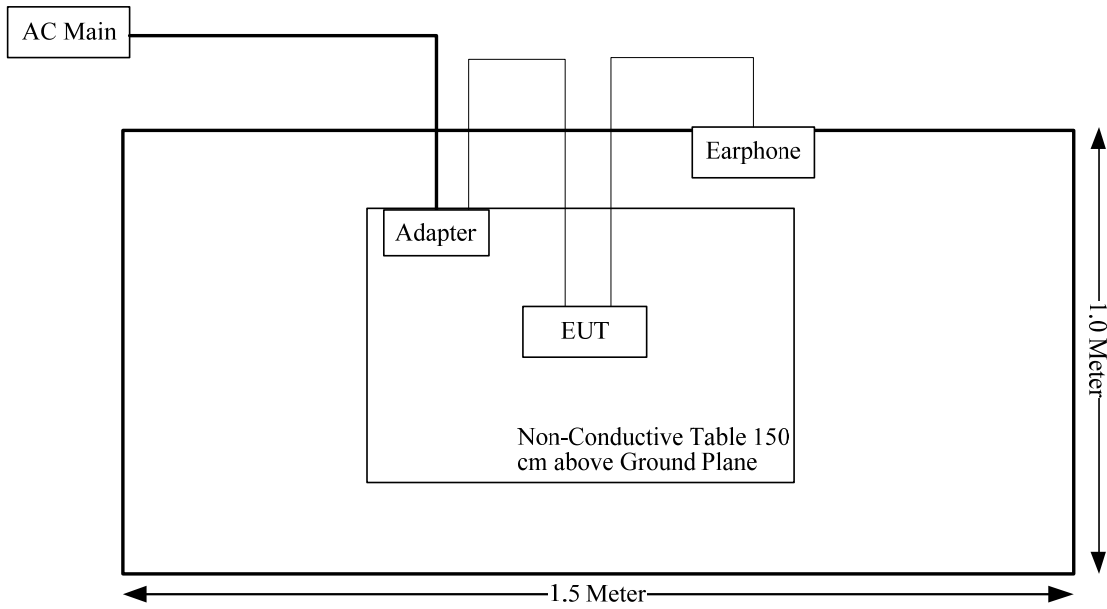 AC Main
Earphone
Adapter
EUT
Non-Conductive Table 150
cm above Ground Plane
1.0 Meter
1.5 Meter